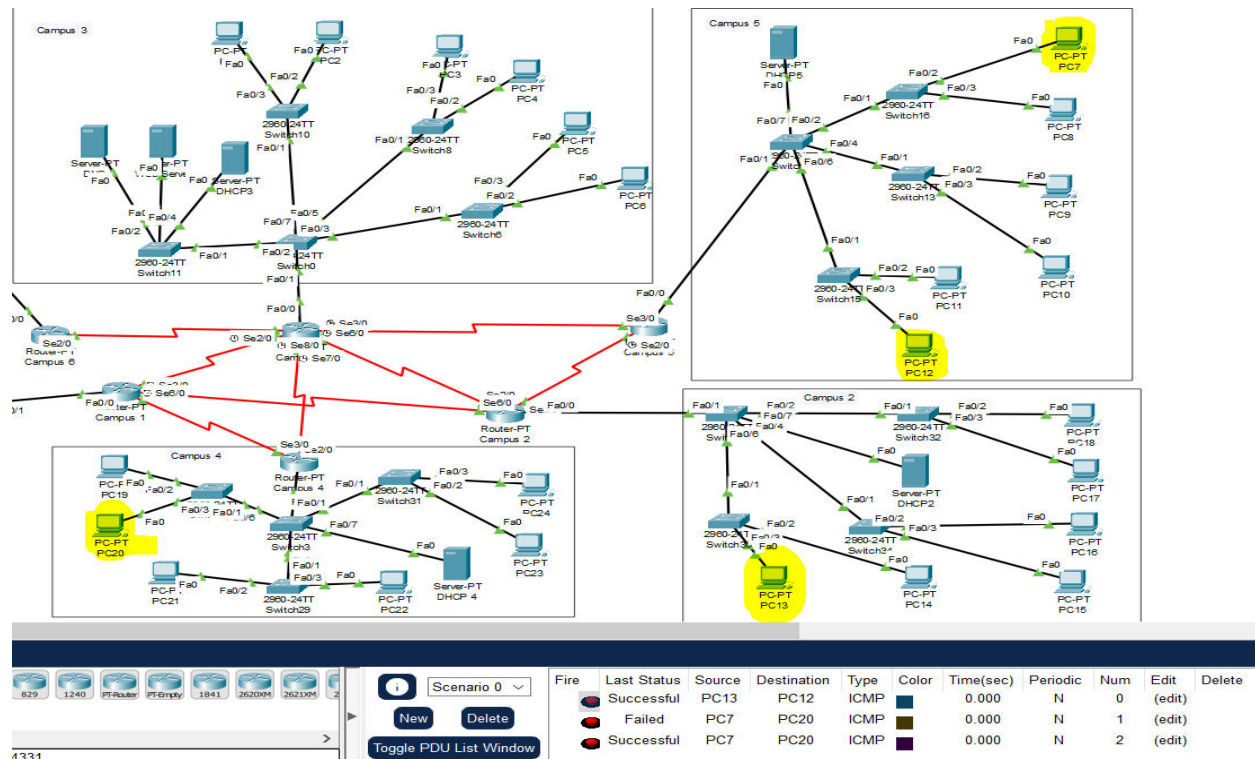 Campus 3
PC-PT
Fa0
PC-PT
PC2
Fa0/2
Fa0/3
2960-24TT
Switch10
Fa0/1
Fa0
PC3
Fa0/3
Fa0/2
Fa0
PC-PT
PC4
Fa0/1
2960-24TT
Switch8
Fa0
PC-PT
PC5
Fa0/3
Fa0/2
Fa0
PC-PT
PC6
Fa0/1
2960-24TT
Switch6
Server-PT
Fa0
Fa0
Fa0
Server-PT
DHCP3
Fa0/4
Fa0/2
2960-24TT
Switch11
Fa0/1
Fa0/7
Fa0/5
Fa0/3
Fa0/2
24TT
Switch0
Fa0/1
Fa0/0
Campus 5
Server-PT
DHCP5
Fa0
Fa0
PC-PT
PC7
Fa0/2
Fa0/3
Fa0/1
2960-24TT
Switch16
Fa0
PC-PT
PC8
Fa0/7
Fa0/2
Fa0/4
Fa0/1
Fa0/6
Fa0/1
Fa0/2
Fa0/3
2960-24TT
Switch13
Fa0
PC-PT
PC9
Fa0
PC-PT
PC10
Fa0/1
Fa0/2
Fa0
Fa0/3
2960-24TT
Switch15
PC-PT
PC11
Fa0
PC-PT
PC12
Se2/0
Router-PT
Campus 6
Se2/0
Se3/0
Se6/0
Se8/0
Se7/0
Fa0/0
Se3/0
Se2/0
Campus 5
Fa0/0
Se6/0
Campus 1
Se6/0
Fa0/0
Router-PT
Campus 2
Campus 4
Se3/0
Router-PT
Campus 4
Fa0/1
PC19
Fa0
Fa0/2
Fa0/3
Fa0/1
Fa0
PC-PT
PC20
Fa0/1
Fa0/3
Fa0/2
2960-24TT
Switch31
Fa0
PC-PT
PC24
Fa0
PC-PT
PC23
2960-24TT
Switch3
Fa0/7
Fa0
Server-PT
DHCP 4
Fa0/1
Fa0/3
Fa0
Fa0/2
Fa0
PC21
2960-24TT
Switch29
PC-PT
PC22
Campus 2
Fa0/1
Fa0/2
Fa0/7
Fa0/4
Fa0/6
Fa0/1
Fa0/2
Fa0/3
2960-24TT
Switch32
Fa0
PC-PT
PC18
Fa0
PC-PT
PC17
Fa0
Server-PT
DHCP2
Fa0/1
Fa0/2
Fa0
Fa0/1
Fa0/2
Fa0/3
2960-24TT
Fa0
PC-PT
PC16
Fa0
PC-PT
PC15
Fa0
PC-PT
PC14
PC-PT
PC13
829
1240
PT-Router
PT-Empty
1841
2620XM
2621XM
4331
Scenario 0
New
Delete
Toggle PDU List Window
Fire Last Status Source Destination Type Color Time(sec) Periodic Num Edit Delete
Successful PC13 PC12 ICMP 0.000 N 0 (edit)
Failed PC7 PC20 ICMP 0.000 N 1 (edit)
Successful PC7 PC20 ICMP 0.000 N 2 (edit)